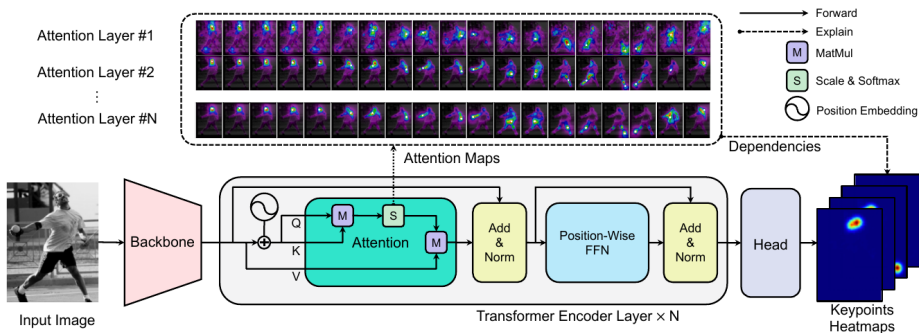 Attention Layer #1
Attention Layer #2
⋮
Attention Layer #N
Forward
Explain
M MatMul
S Scale & Softmax
Position Embedding
Attention Maps
Dependencies
Input Image
Backbone
Q
K
V
M
S
M
Attention
Add
&
Norm
Position-Wise
FFN
Add
&
Norm
Transformer Encoder Layer × N
Head
Keypoints
Heatmaps